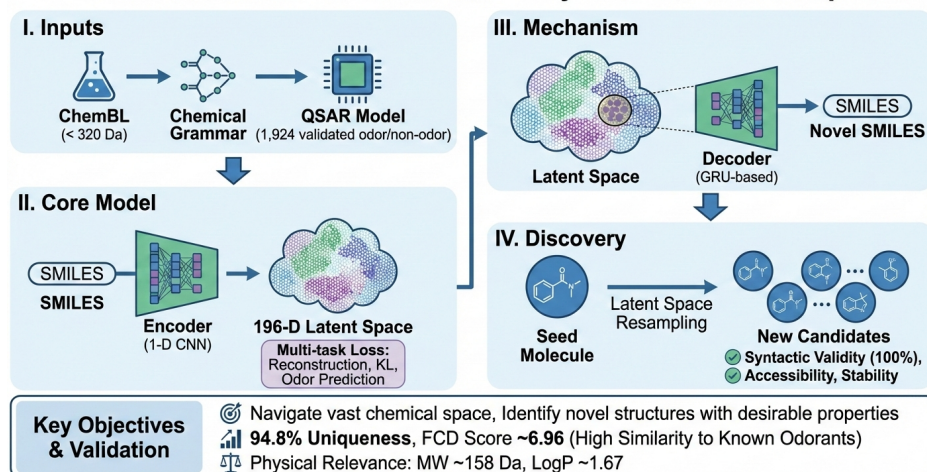 I. Inputs
ChemBL
(< 320 Da)
Chemical
Grammar
QSAR Model
(1,924 validated odor/non-odor)
II. Core Model
SMILES
SMILES
Encoder
(1-D CNN)
196-D Latent Space
Multi-task Loss:
Reconstruction, KL,
Odor Prediction
III. Mechanism
Latent Space
Decoder
(GRU-based)
SMILES
Novel SMILES
IV. Discovery
Seed
Molecule
Latent Space
Resampling
New Candidates
Syntactic Validity (100%),
Accessibility, Stability
Key Objectives
& Validation
Navigate vast chemical space, Identify novel structures with desirable properties
94.8% Uniqueness, FCD Score ~6.96 (High Similarity to Known Odorants)
Physical Relevance: MW ~158 Da, LogP ~1.67